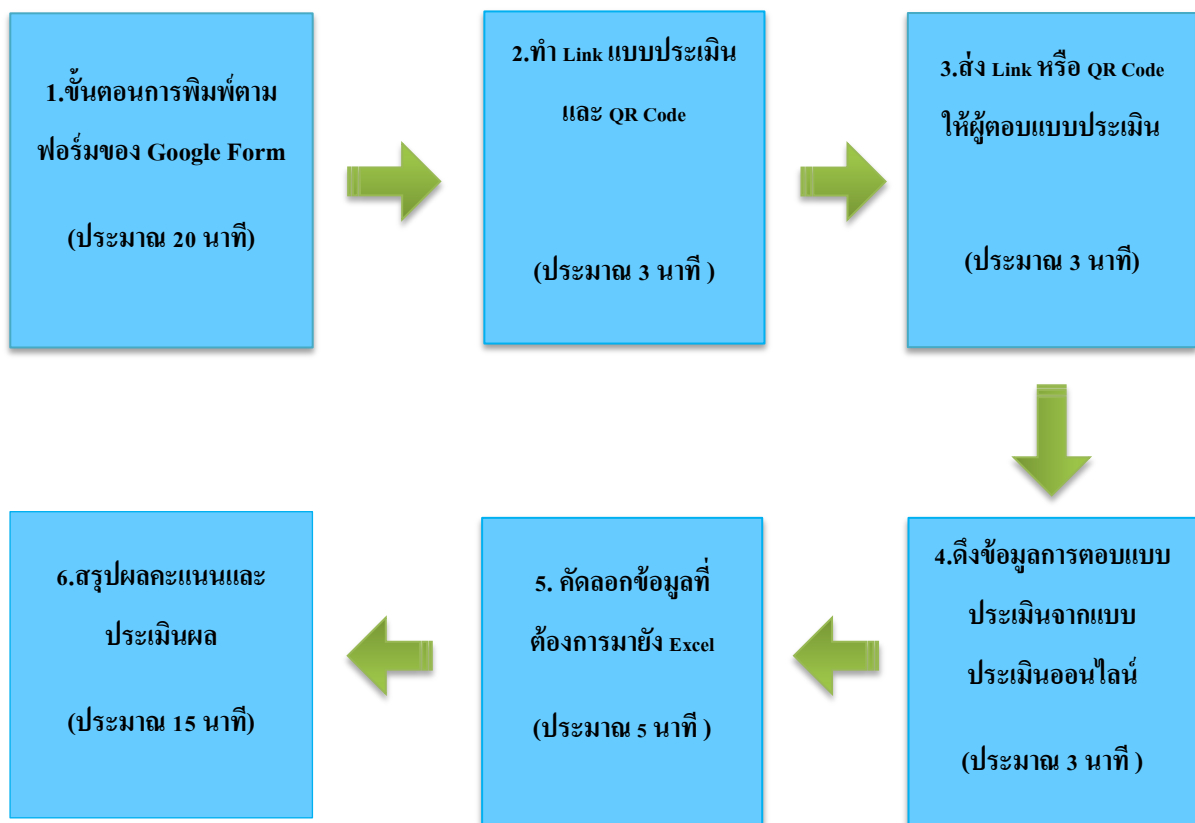 1.ขั้นตอนการพิมพ์ตาม
ฟอร์มของ Google Form
(ประมาณ 20 นาที)
2.ทำ Link แบบประเมิน
และ QR Code
(ประมาณ 3 นาที )
3.ส่ง Link หรือ QR Code
ให้ผู้ตอบแบบประเมิน
(ประมาณ 3 นาที)
4.ดึงข้อมูลการตอบแบบ
ประเมินจากแบบ
ประเมินออนไลน์
(ประมาณ 3 นาที )
5. คัดลอกข้อมูลที่
ต้องการมายัง Excel
(ประมาณ 5 นาที )
6.สรุปผลคะแนนและ
ประเมินผล
(ประมาณ 15 นาที)